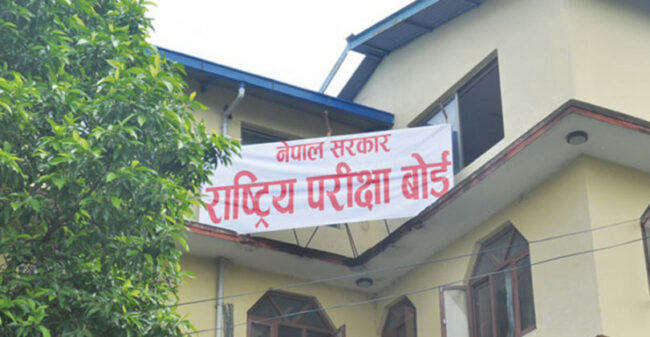 नेपाल सरकार
राष्ट्रिय परीक्षा बोर्ड